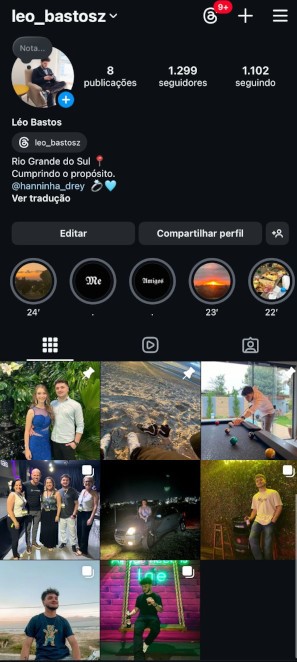 leo_bastosz
9+
Nota...
8
publicações
1.299
seguidores
1.102
seguindo
Léo Bastos
leo_bastosz
Rio Grande do Sul 📍
Cumprindo o propósito.
@hanninha_drey 💍🩵
Ver tradução
Editar
Compartilhar perfil
24'
.
.
23'
22'
Me
Amigos